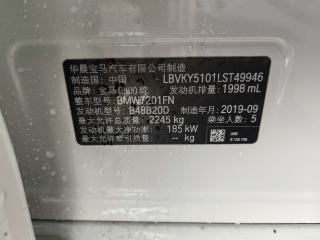 华晨宝马汽车有限公司制造
制造国：中国 LBVKY5101LST49946
品牌：宝马(BMW)牌 发动机排量：1998 mL
整车型号：BMW7201FN
发动机型号：B48B20D 制造年月：2019-09
最大允许总质量：2245 kg 乘坐人数：5
发动机最大净功率：185 kW
最大允许牵引质量：-- kg